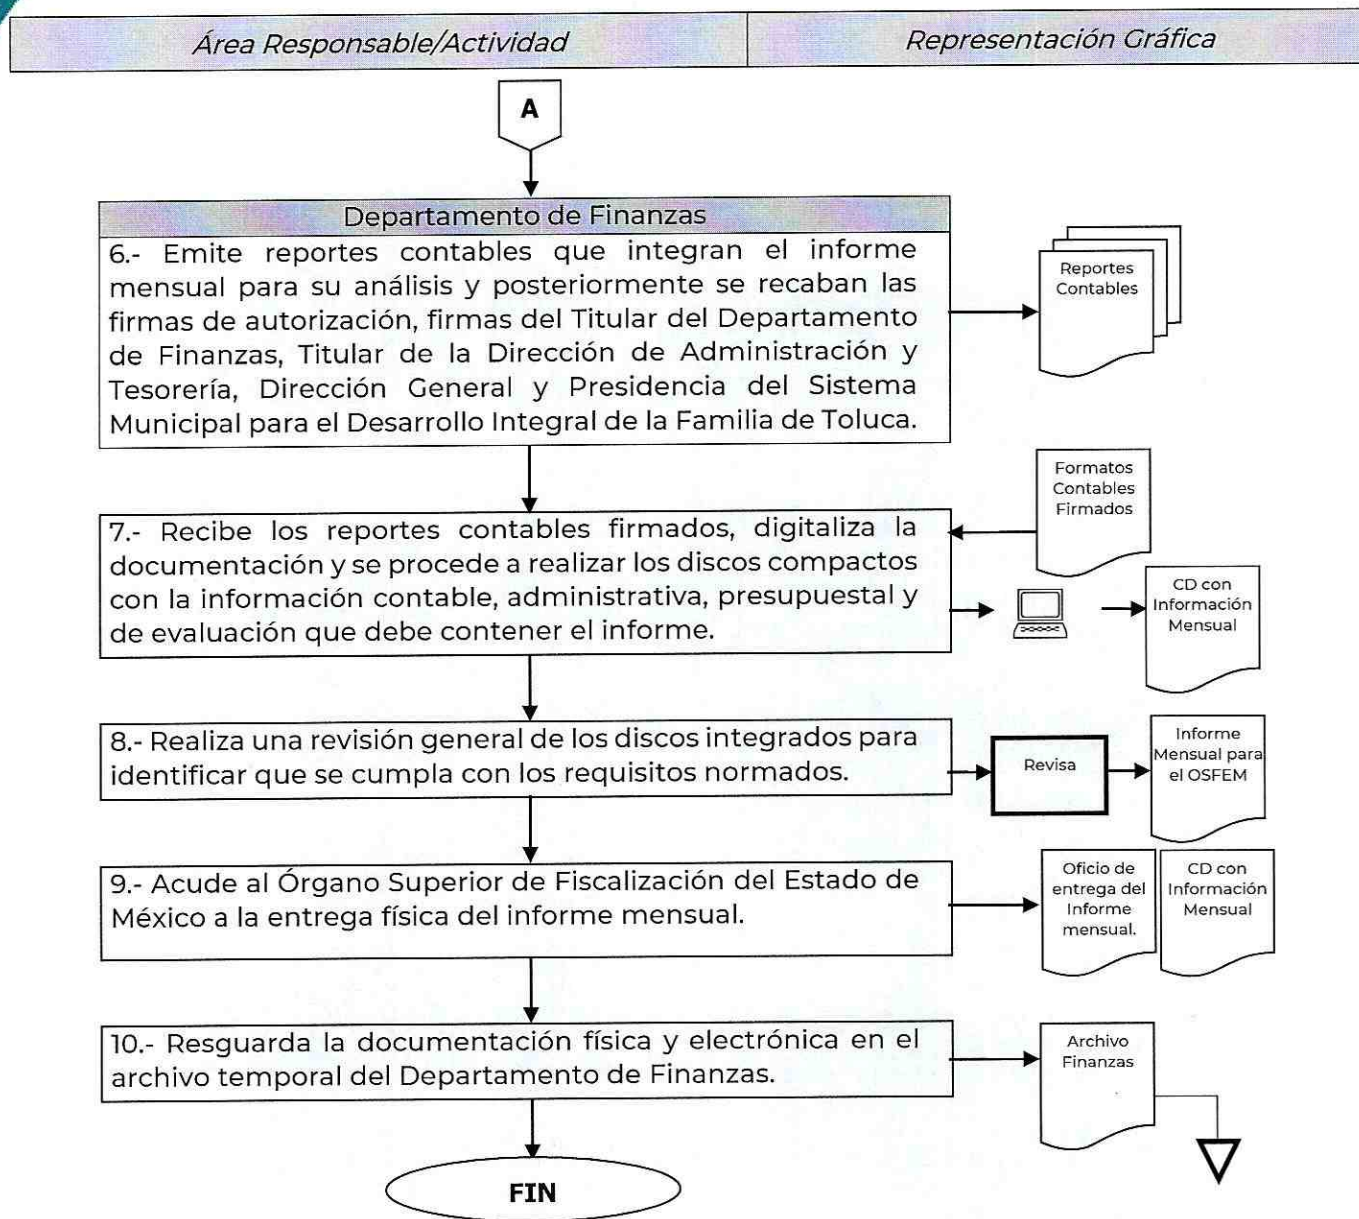 Área Responsable/Actividad
Representación Gráfica
A
Departamento de Finanzas
6.- Emite reportes contables que integran el informe
mensual para su análisis y posteriormente se recaban las
firmas de autorización, firmas del Titular del Departamento
de Finanzas, Titular de la Dirección de Administración y
Tesorería, Dirección General y Presidencia del Sistema
Municipal para el Desarrollo Integral de la Familia de Toluca.
Reportes
Contables
Formatos
Contables
Firmados
7.- Recibe los reportes contables firmados, digitaliza la
documentación y se procede a realizar los discos compactos
con la información contable, administrativa, presupuestal y
de evaluación que debe contener el informe.
CD con
Información
Mensual
8.- Realiza una revisión general de los discos integrados para
identificar que se cumpla con los requisitos normados.
Revisa
Informe
Mensual para
el OSFEM
9.- Acude al Órgano Superior de Fiscalización del Estado de
México a la entrega física del informe mensual.
Oficio de
entrega del
Informe
mensual.
CD con
Información
Mensual
10.- Resguarda la documentación física y electrónica en el
archivo temporal del Departamento de Finanzas.
Archivo
Finanzas
FIN